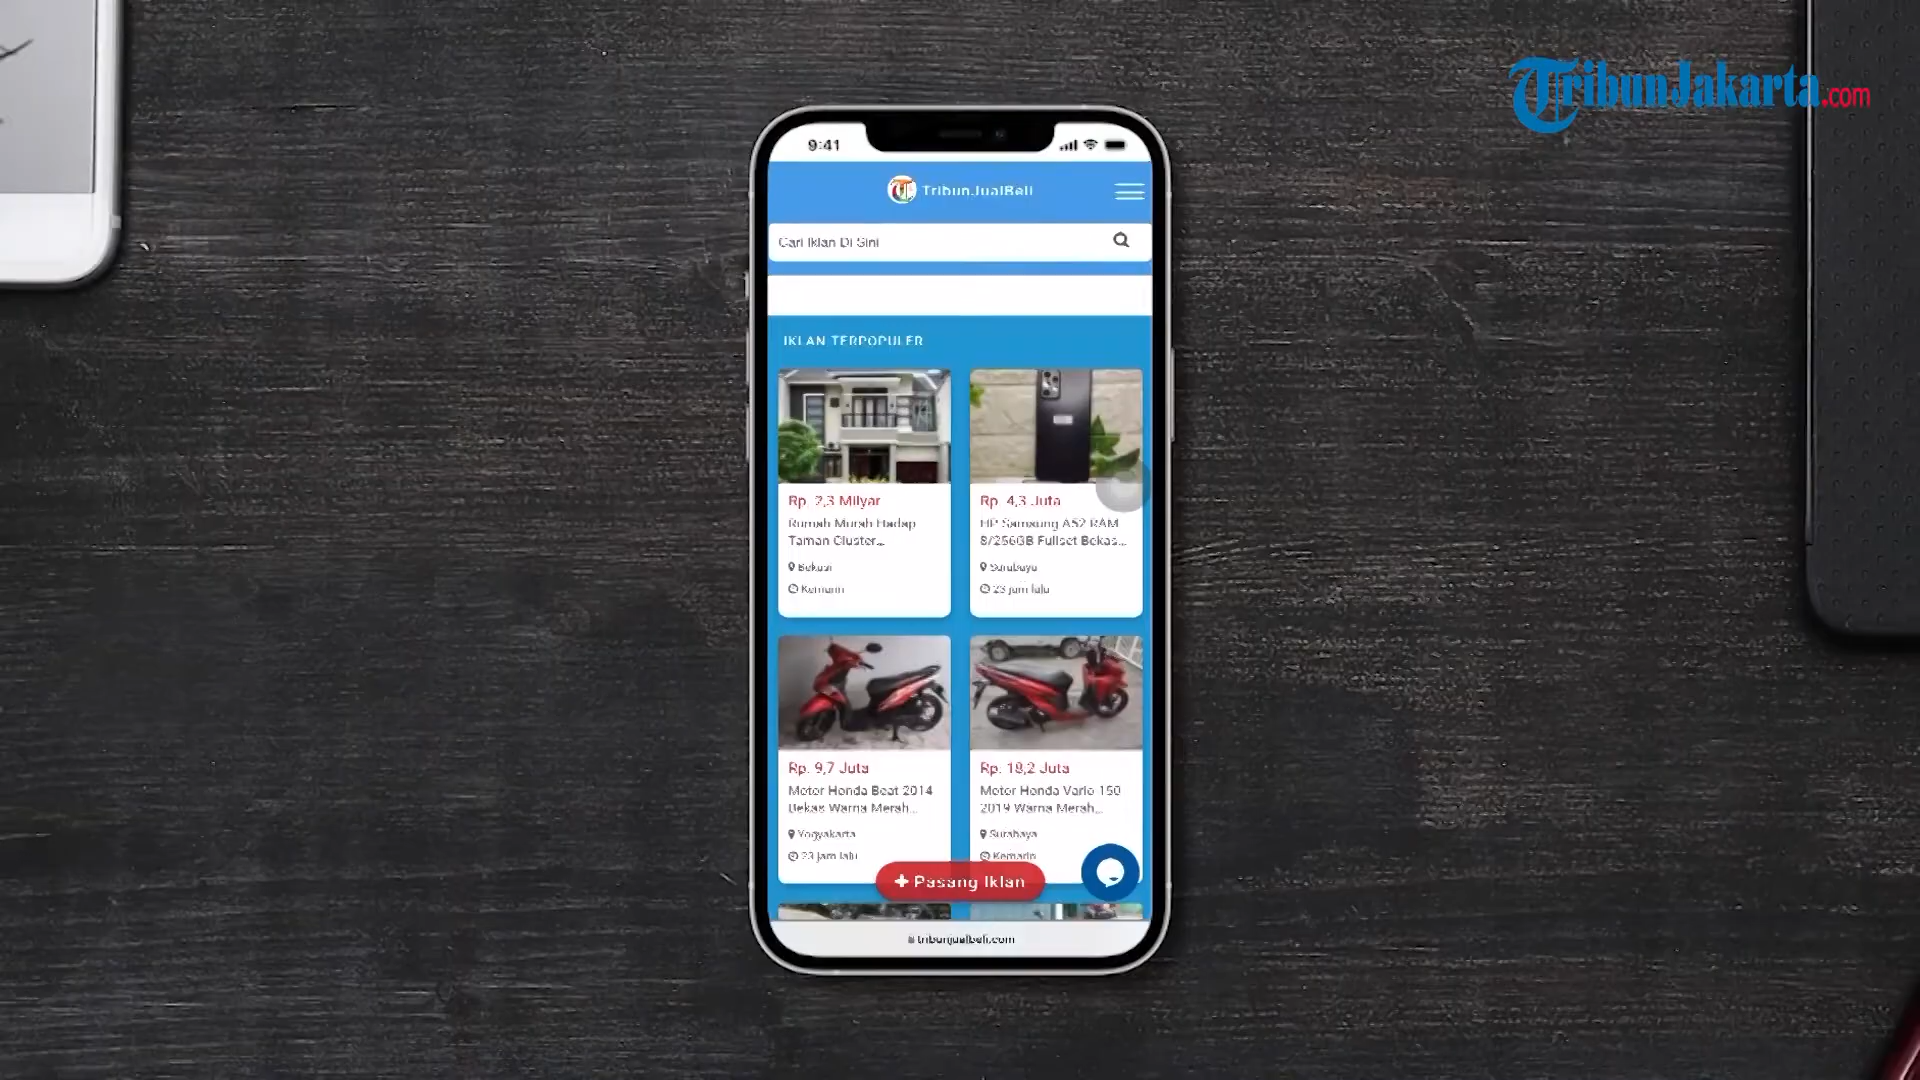 TribunJakarta.com
9:41
TribunJualBeli
Cari Iklan Di Sini
IKLAN TERPOPULER
Rp. 2,3 Milyar
Rumah Murah Hadap
Taman Cluster...
Bekasi
Kemarin
Rp. 4,3 Juta
HP Samsung A52 RAM
8/256GB Fullset Bekas...
Surabaya
23 jam lalu
Rp. 9,7 Juta
Motor Honda Beat 2014
Bekas Warna Merah...
Yogyakarta
23 jam lalu
Rp. 18,2 Juta
Motor Honda Vario 150
2019 Warna Merah...
Surabaya
Kemarin
+ Pasang Iklan
tribunjualbeli.com